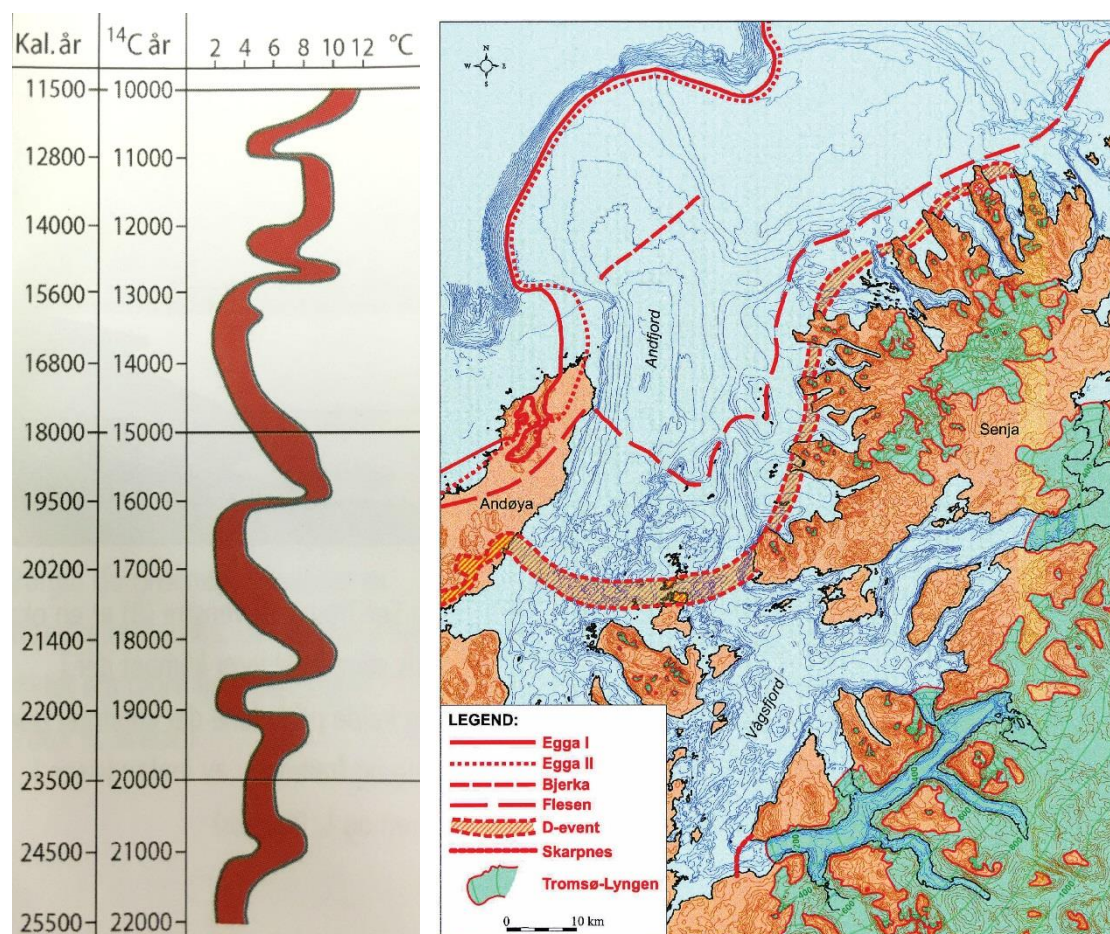 Kal. år 14C år 2 4 6 8 10 12 °C
11500 10000
12800 11000
14000 12000
15600 13000
16800 14000
18000 15000
19500 16000
20200 17000
21400 18000
22000 19000
23500 20000
24500 21000
25500 22000
N
W E
S
Andfjord
Senja
Andøya
Vågsfjord
LEGEND:
Egga I
Egga II
Bjerka
Flesen
D-event
Skarpnes
Tromsø-Lyngen
0 10 km